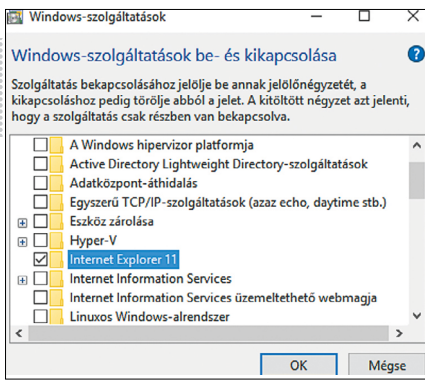 Windows-szolgáltatások
Windows-szolgáltatások be- és kikapcsolása
Szolgáltatás bekapcsolásához jelölje be annak jelölőnégyzetét, a
kikapcsoláshoz pedig törölje abból a jelet. A kitöltött négyzet azt jelenti,
hogy a szolgáltatás csak részben van bekapcsolva.
A Windows hipervizor platformja
Active Directory Lightweight Directory-szolgáltatások
Adatközpont-áthidalás
Egyszerű TCP/IP-szolgáltatások (azaz echo, daytime stb.)
Eszköz zárolása
Hyper-V
Internet Explorer 11
Internet Information Services
Internet Information Services üzemeltethető webmagja
Linuxos Windows-alrendszer
OK Mégse